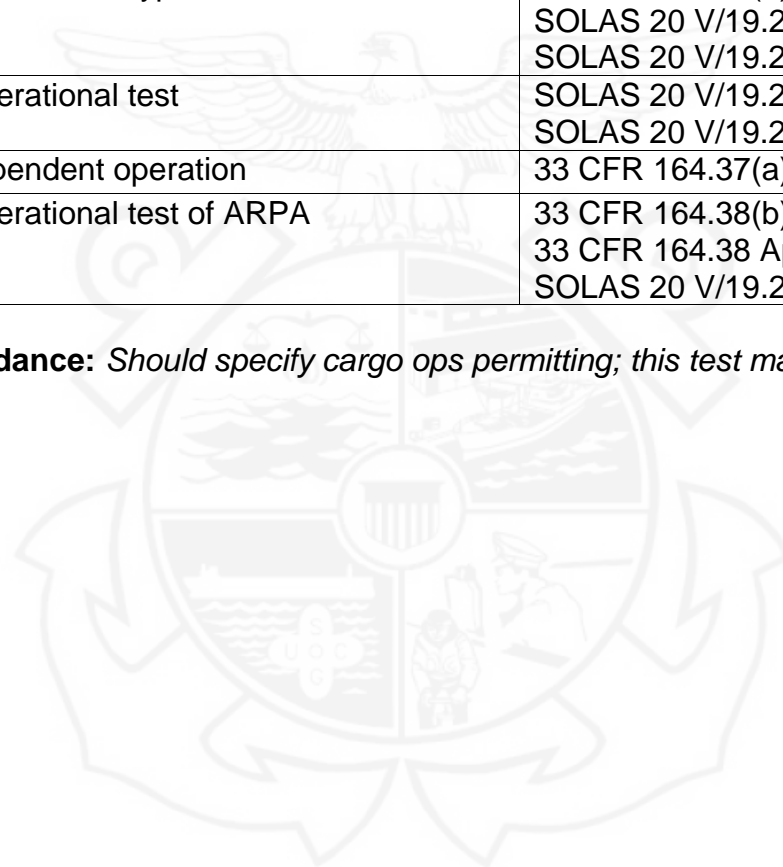 SOLAS 20 V/19.2
SOLAS 20 V/19.2
erational test SOLAS 20 V/19.2
SOLAS 20 V/19.2
endent operation 33 CFR 164.37(a)
erational test of ARPA 33 CFR 164.38(b)
33 CFR 164.38 A
SOLAS 20 V/19.2
dance: Should specify cargo ops permitting; this test ma
S
UOC
G